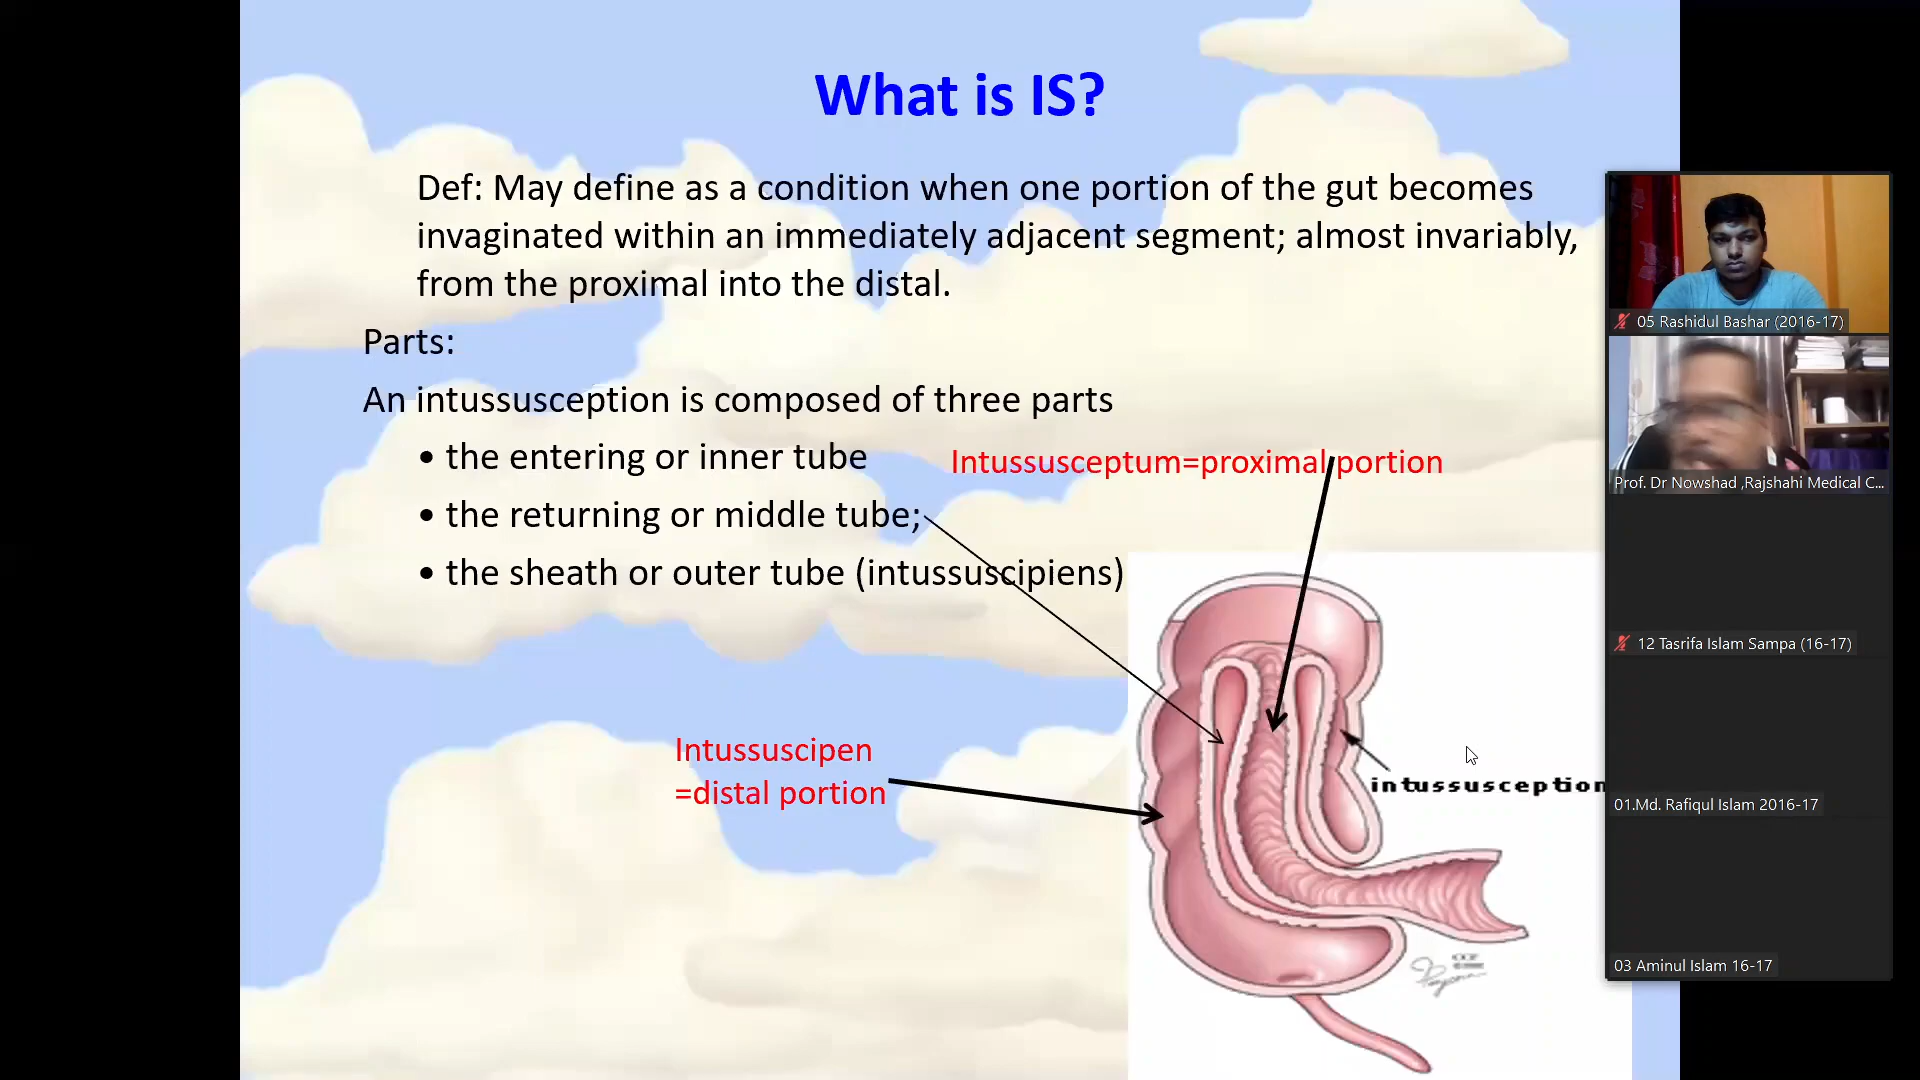 What is IS?
Def: May define as a condition when one portion of the gut becomes
invaginated within an immediately adjacent segment; almost invariably,
from the proximal into the distal.
Parts:
An intussusception is composed of three parts
• the entering or inner tube
Intussusceptum=proximal portion
• the returning or middle tube;
• the sheath or outer tube (intussuscipiens)
Intussuscipen
=distal portion
intussusception
05 Rashidul Bashar (2016-17)
Prof. Dr Nowshad ,Rajshahi Medical C...
12 Tasrifa Islam Sampa (16-17)
01.Md. Rafiqul Islam 2016-17
03 Aminul Islam 16-17